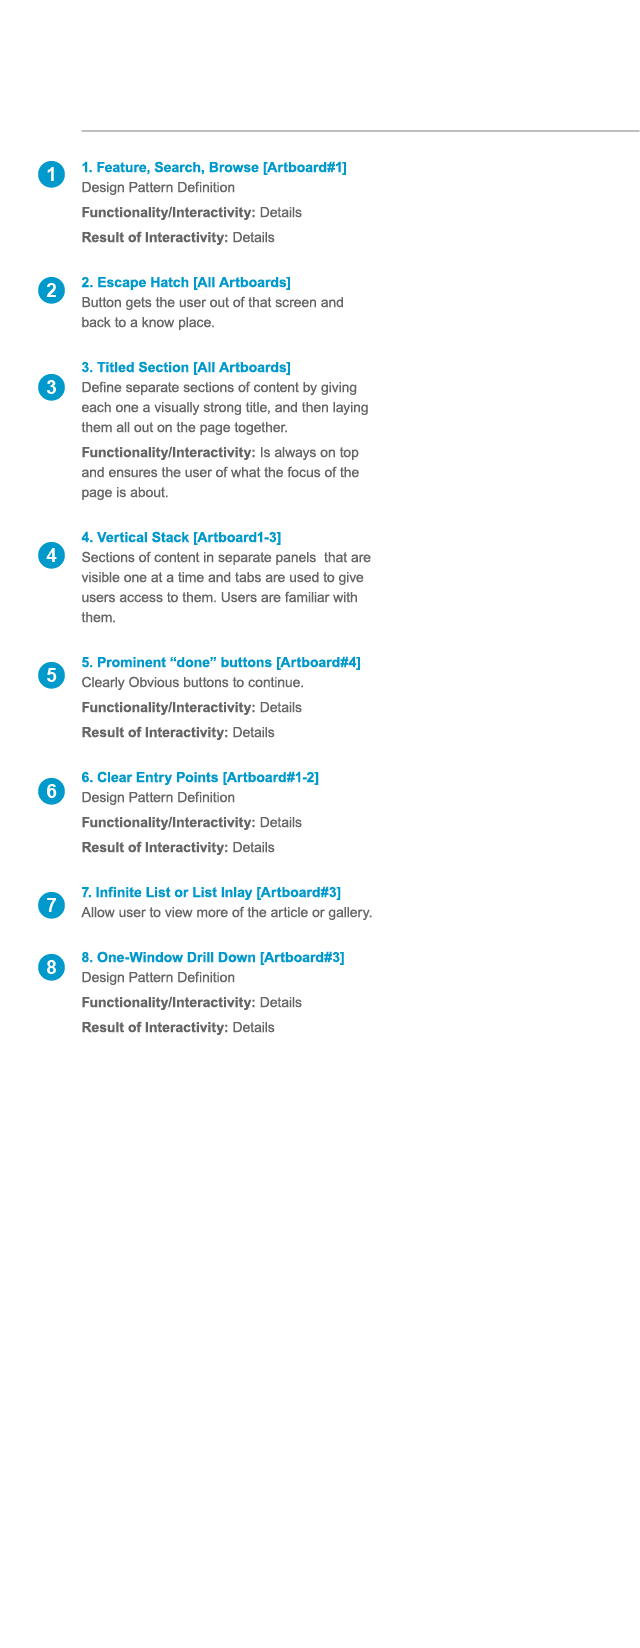 1
1. Feature, Search, Browse [Artboard#1]
Design Pattern Definition
Functionality/Interactivity: Details
Result of Interactivity: Details
2
2. Escape Hatch [All Artboards]
Button gets the user out of that screen and
back to a know place.
3
3. Titled Section [All Artboards]
Define separate sections of content by giving
each one a visually strong title, and then laying
them all out on the page together.
Functionality/Interactivity: Is always on top
and ensures the user of what the focus of the
page is about.
4
4. Vertical Stack [Artboard1-3]
Sections of content in separate panels  that are
visible one at a time and tabs are used to give
users access to them. Users are familiar with
them.
5
5. Prominent “done” buttons [Artboard#4]
Clearly Obvious buttons to continue.
Functionality/Interactivity: Details
Result of Interactivity: Details
6
6. Clear Entry Points [Artboard#1-2]
Design Pattern Definition
Functionality/Interactivity: Details
Result of Interactivity: Details
7
7. Infinite List or List Inlay [Artboard#3]
Allow user to view more of the article or gallery.
8
8. One-Window Drill Down [Artboard#3]
Design Pattern Definition
Functionality/Interactivity: Details
Result of Interactivity: Details